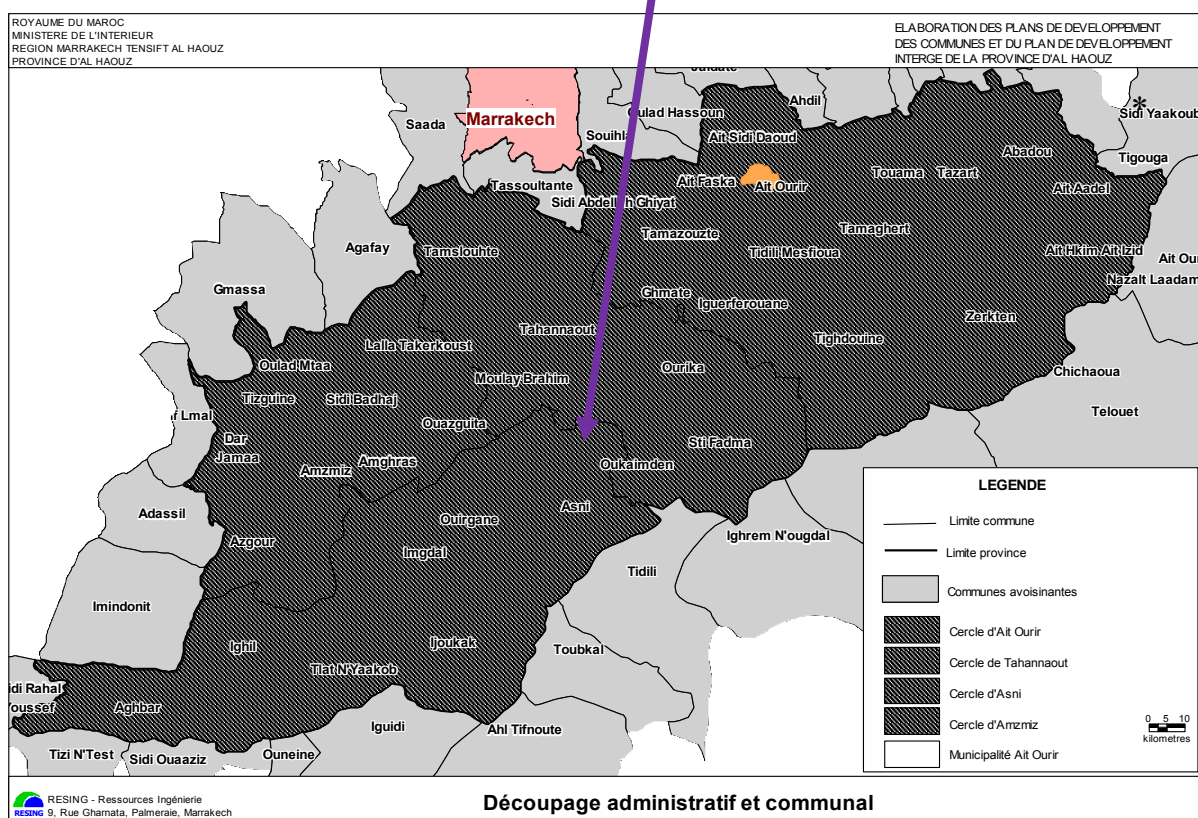 ROYAUME DU MAROC
MINISTERE DE L'INTERIEUR
REGION MARRAKECH TENSIFT AL HAOUZ
PROVINCE D'AL HAOUZ
ELABORATION DES PLANS DE DEVELOPPEMENT
DES COMMUNES ET DU PLAN DE DEVELOPPEMENT
INTERGE DE LA PROVINCE D'AL HAOUZ
Ahdil
Oulad Hassoun
Sidi Yaakoub
Marrakech
Saada
Souihla
Ait Sidi Daoud
Abadou
Tigouga
Touama
Tazart
Tassoultante
Ait Faska
Ait Ourir
Ait Aadel
Sidi Abdellah Ghiyat
Tamazouzte
Tamaghert
Agafay
Tamslouhte
Tidili Mesfioua
Ait Hkim Ait Izid
Ait Our
Nazalt Laadam
Gmassa
Ghmate
Iguerferouane
Zerkten
Tahannaout
Tighdouine
Lalla Takerkoust
Oulad Mtaa
Ourika
Chichaoua
Moulay Brahim
Tizguine
Sidi Badhaj
Telouet
f Lmal
Ouazguita
Dar
Jamaa
Sti Fadma
Amghras
Amzmiz
Oukaimden
Adassil
Asni
Ouirgane
Azgour
Imgdal
Ighrem N'ougdal
Tidili
Imindonit
Ighil
Ijoukak
Toubkal
Tlat N'Yaakob
idi Rahal
Youssef
Aghbar
Iguidi
Ahl Tifnoute
Tizi N'Test
Sidi Ouaaziz
Ouneine
LEGENDE
Limite commune
Limite province
Communes avoisinantes
Cercle d'Ait Ourir
Cercle de Tahannaout
Cercle d'Asni
Cercle d'Amzmiz
Municipalité Ait Ourir
0 5 10
kilometres
RESING
RESING - Ressources Ingénierie
9, Rue Gharnata, Palmeraie, Marrakech
Découpage administratif et communal